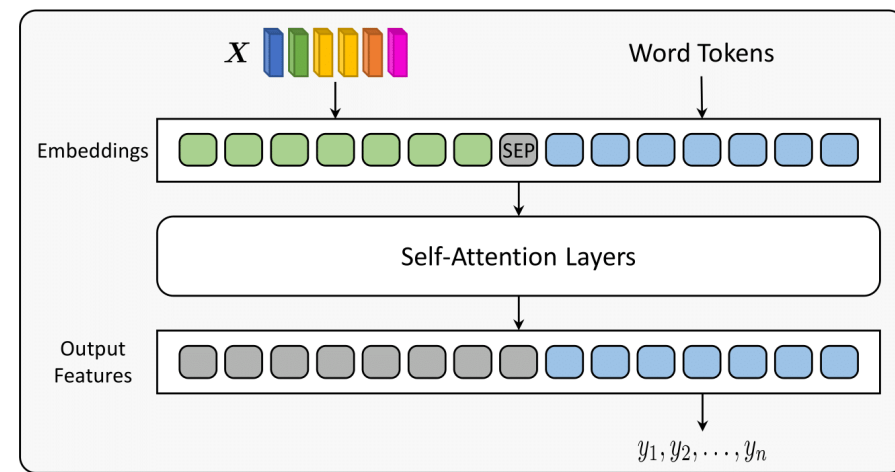 X
Word Tokens
Embeddings
SEP
Self-Attention Layers
Output
Features
y₁, y₂, . . . , yₙ